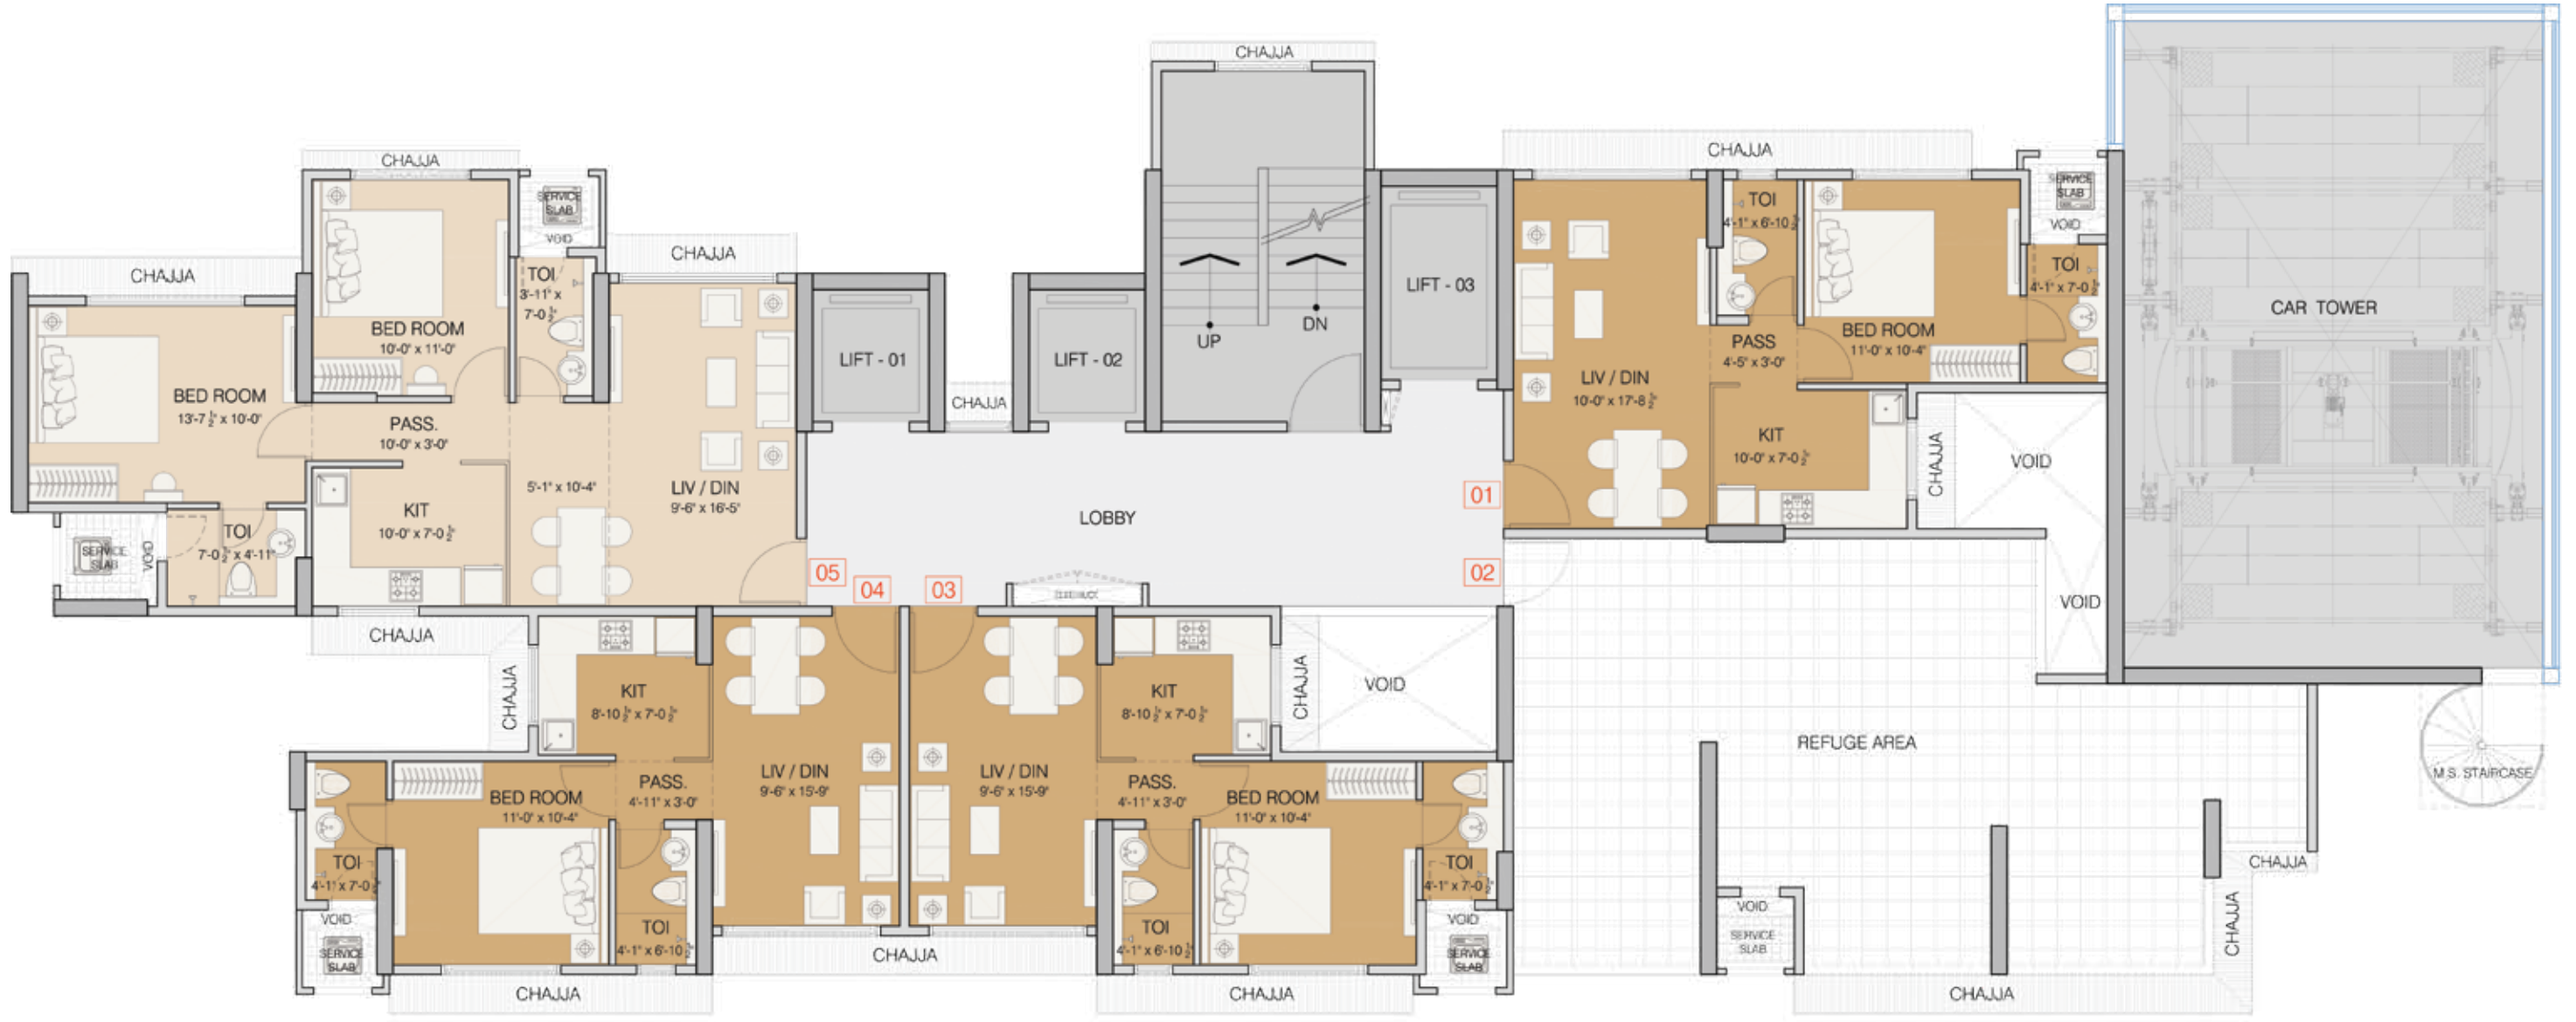 CHAJJA
CHAJJA
CHAJJA
CHAJJA
CHAJJA
SERVICE
SLAB
VOID
BED ROOM
10'-0" x 11'-0"
TOI
3'-11" x
7'-0 ½"
BED ROOM
13'-7 ½" x 10'-0"
PASS.
10'-0" x 3'-0"
KIT
10'-0" x 7'-0 ½"
5'-1" x 10'-4"
LIV / DIN
9'-6" x 16'-5"
TOI
7'-0 ½" x 4'-11"
SERVICE
SLAB
VOID
CHAJJA
LIFT - 01
CHAJJA
LIFT - 02
UP
DN
LIFT - 03
LOBBY
01
02
03
04
05
LIV / DIN
10'-0" x 17'-8 ½"
TOI
4'-1" x 6'-10 ½"
PASS
4'-5" x 3'-0"
BED ROOM
11'-0" x 10'-4"
KIT
10'-0" x 7'-0 ½"
SERVICE
SLAB
VOID
TOI
4'-1" x 7'-0 ½"
CHAJJA
VOID
VOID
CAR TOWER
CHAJJA
KIT
8'-10 ½" x 7'-0 ½"
LIV / DIN
9'-6" x 15'-9"
PASS.
4'-11" x 3'-0"
BED ROOM
11'-0" x 10'-4"
TOI
4'-1" x 7'-0 ½"
VOID
SERVICE
SLAB
TOI
4'-1" x 6'-10 ½"
CHAJJA
CHAJJA
LIV / DIN
9'-6" x 15'-9"
KIT
8'-10 ½" x 7'-0 ½"
PASS.
4'-11" x 3'-0"
BED ROOM
11'-0" x 10'-4"
TOI
4'-1" x 6'-10 ½"
TOI
4'-1" x 7'-0 ½"
VOID
SERVICE
SLAB
CHAJJA
CHAJJA
VOID
REFUGE AREA
VOID
SERVICE
SLAB
CHAJJA
CHAJJA
CHAJJA
M.S. STAIRCASE